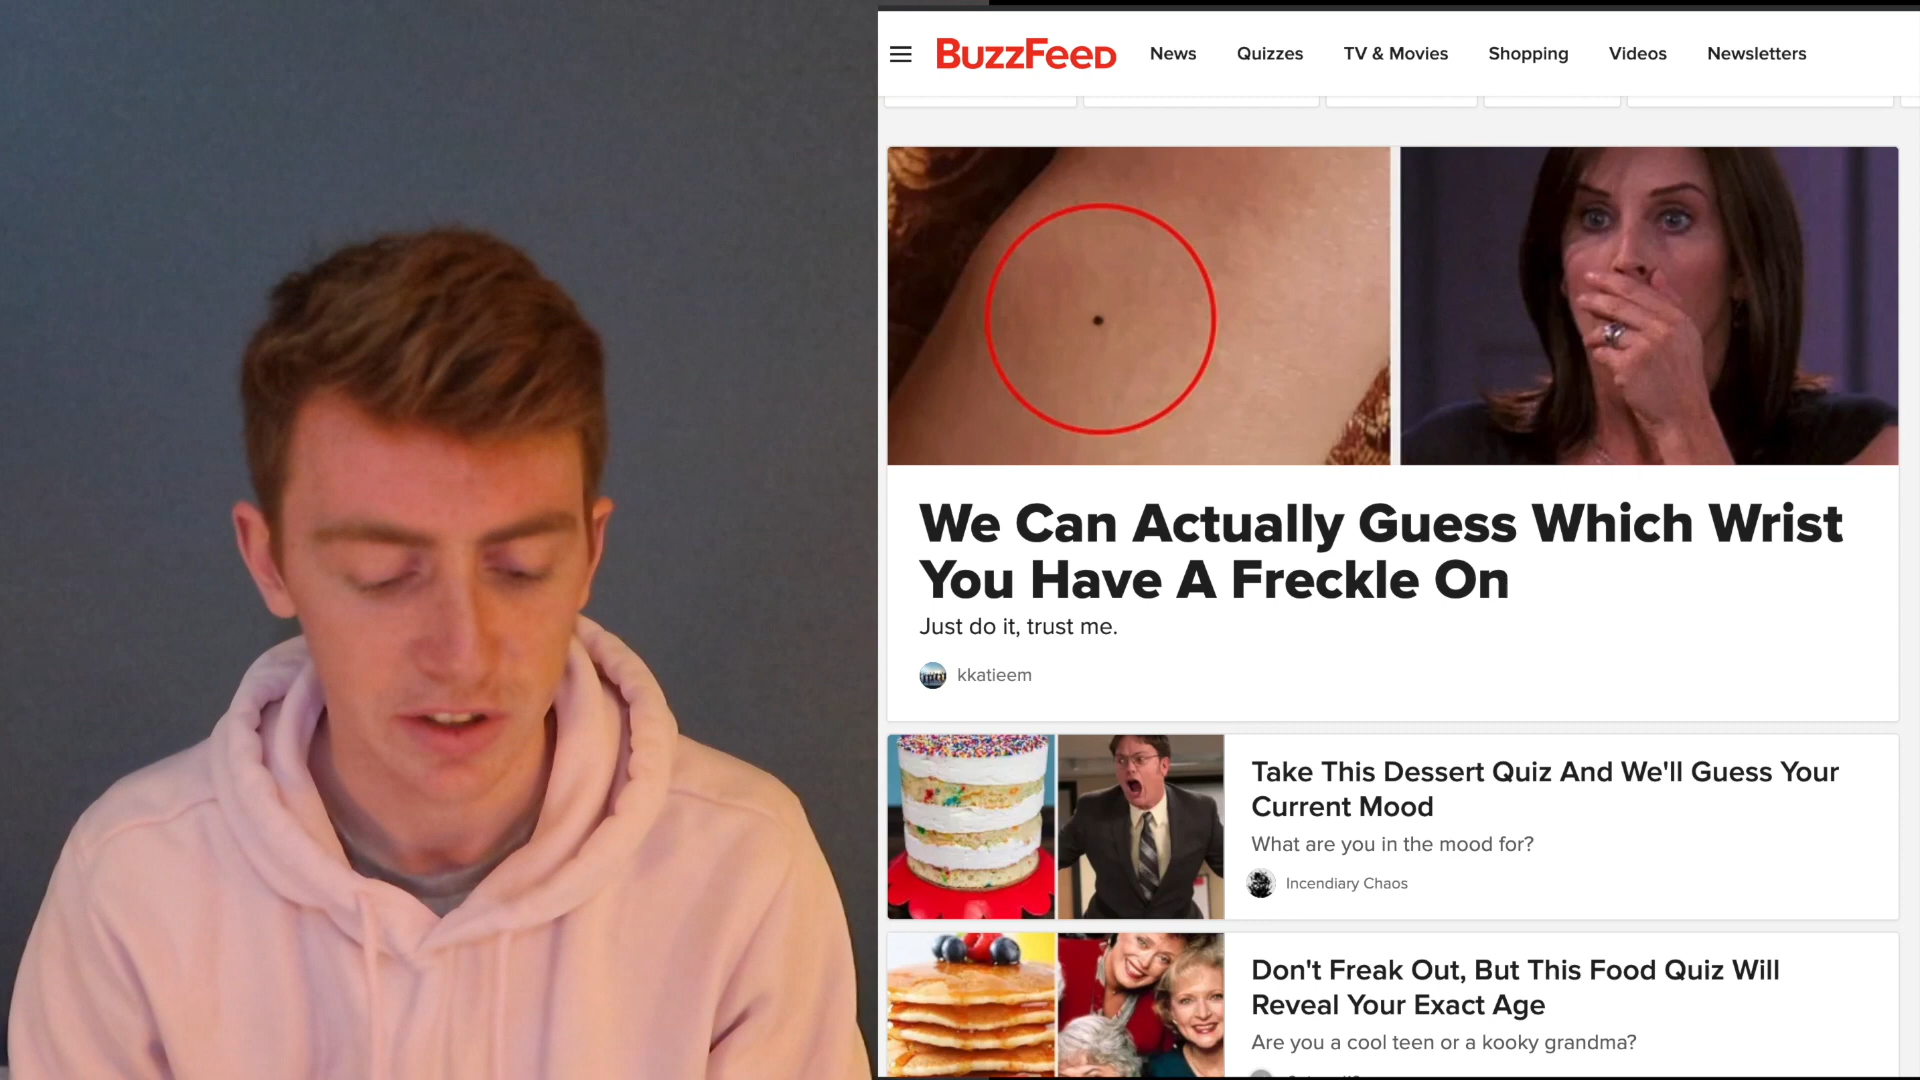 BuzzFeed News Quizzes TV & Movies Shopping Videos Newsletters
We Can Actually Guess Which Wrist
You Have A Freckle On
Just do it, trust me.
kkatieem
Take This Dessert Quiz And We'll Guess Your
Current Mood
What are you in the mood for?
Incendiary Chaos
Don't Freak Out, But This Food Quiz Will
Reveal Your Exact Age
Are you a cool teen or a kooky grandma?